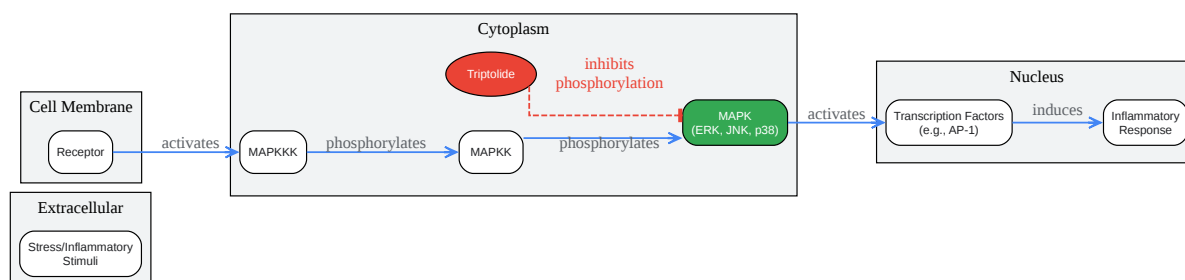 Cytoplasm
Triptolide
inhibits
phosphorylation
Nucleus
Cell Membrane
MAPK
(ERK, JNK, p38)
activates
Transcription Factors
(e.g., AP-1)
induces
Inflammatory
Response
Receptor
activates
MAPKKK
phosphorylates
MAPKK
phosphorylates
Extracellular
Stress/Inflammatory
Stimuli